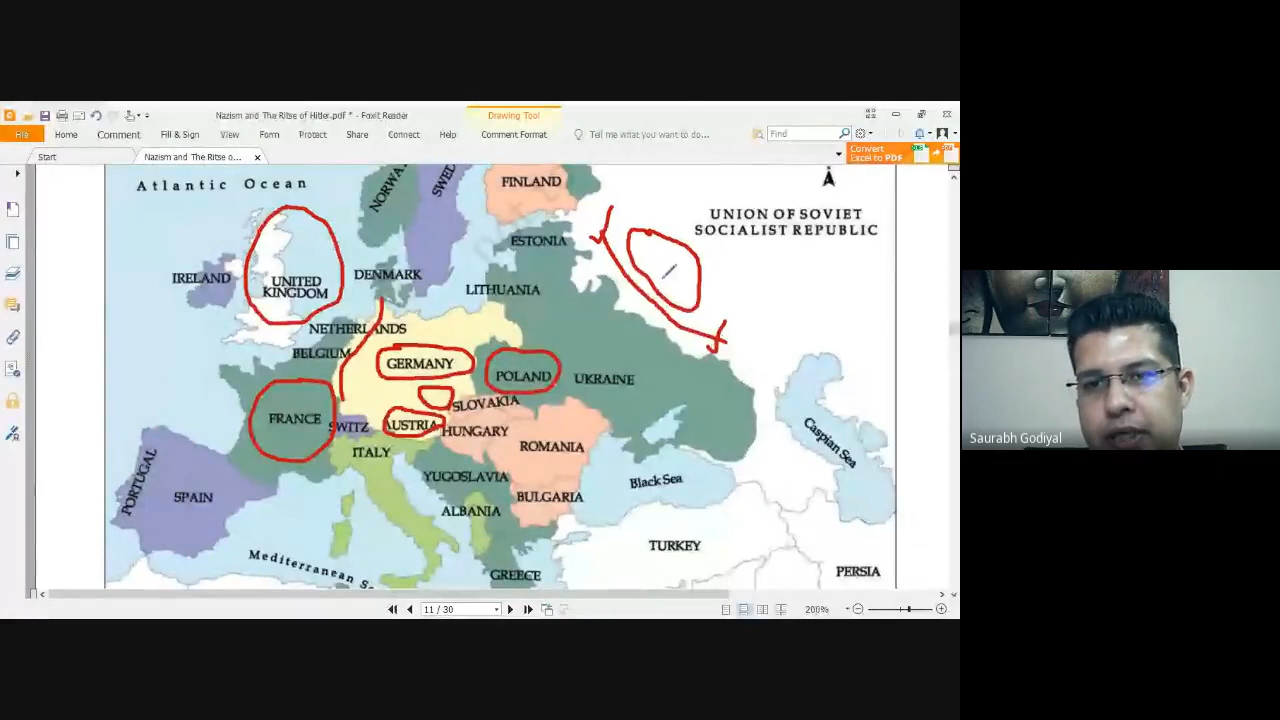 Nazism and The Ritse of Hitler.pdf * - Foxit Reader
Drawing Tool
File
Home
Comment
Fill & Sign
View
Form
Protect
Share
Connect
Help
Comment Format
Tell me what you want to do...
Find
Start
Nazism and The Ritse o...
Convert
Excel to PDF
Atlantic Ocean
NORWA
SWED
FINLAND
UNION OF SOVIET
SOCIALIST REPUBLIC
ESTONIA
IRELAND
UNITED
KINGDOM
DENMARK
LITHUANIA
NETHERLANDS
BELGIUM
GERMANY
POLAND
UKRAINE
SLOVAKIA
FRANCE
SWITZ
AUSTRIA
HUNGARY
ITALY
ROMANIA
Caspian Sea
PORTUGAL
SPAIN
YUGOSLAVIA
Black Sea
BULGARIA
ALBANIA
TURKEY
Mediterranean Se
GREECE
PERSIA
11 / 30
200%
Saurabh Godiyal